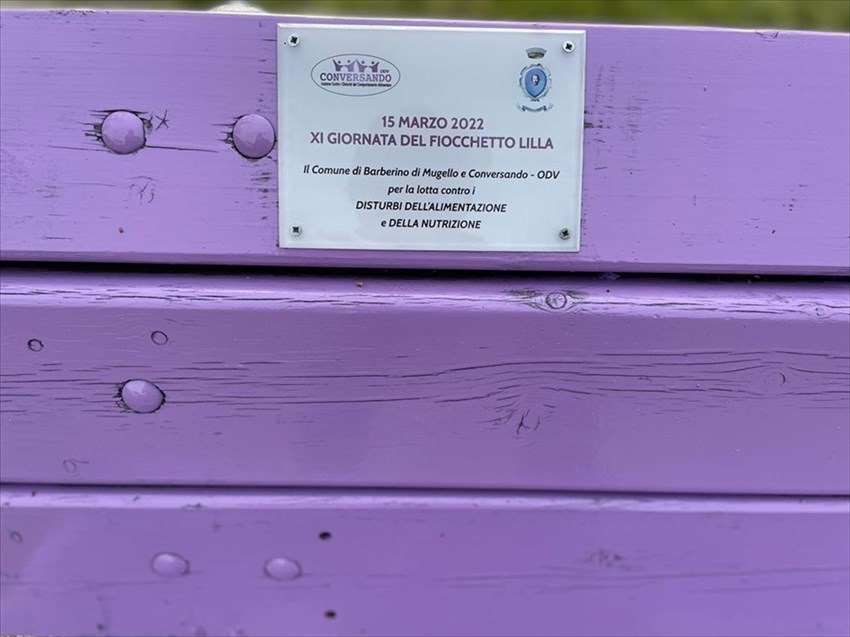 ODV
CONVERSANDO
15 MARZO 2022
XI GIORNATA DEL FIOCCHETTO LILLA
Il Comune di Barberino di Mugello e Conversando - ODV
per la lotta contro i
DISTURBI DELL'ALIMENTAZIONE
e DELLA NUTRIZIONE